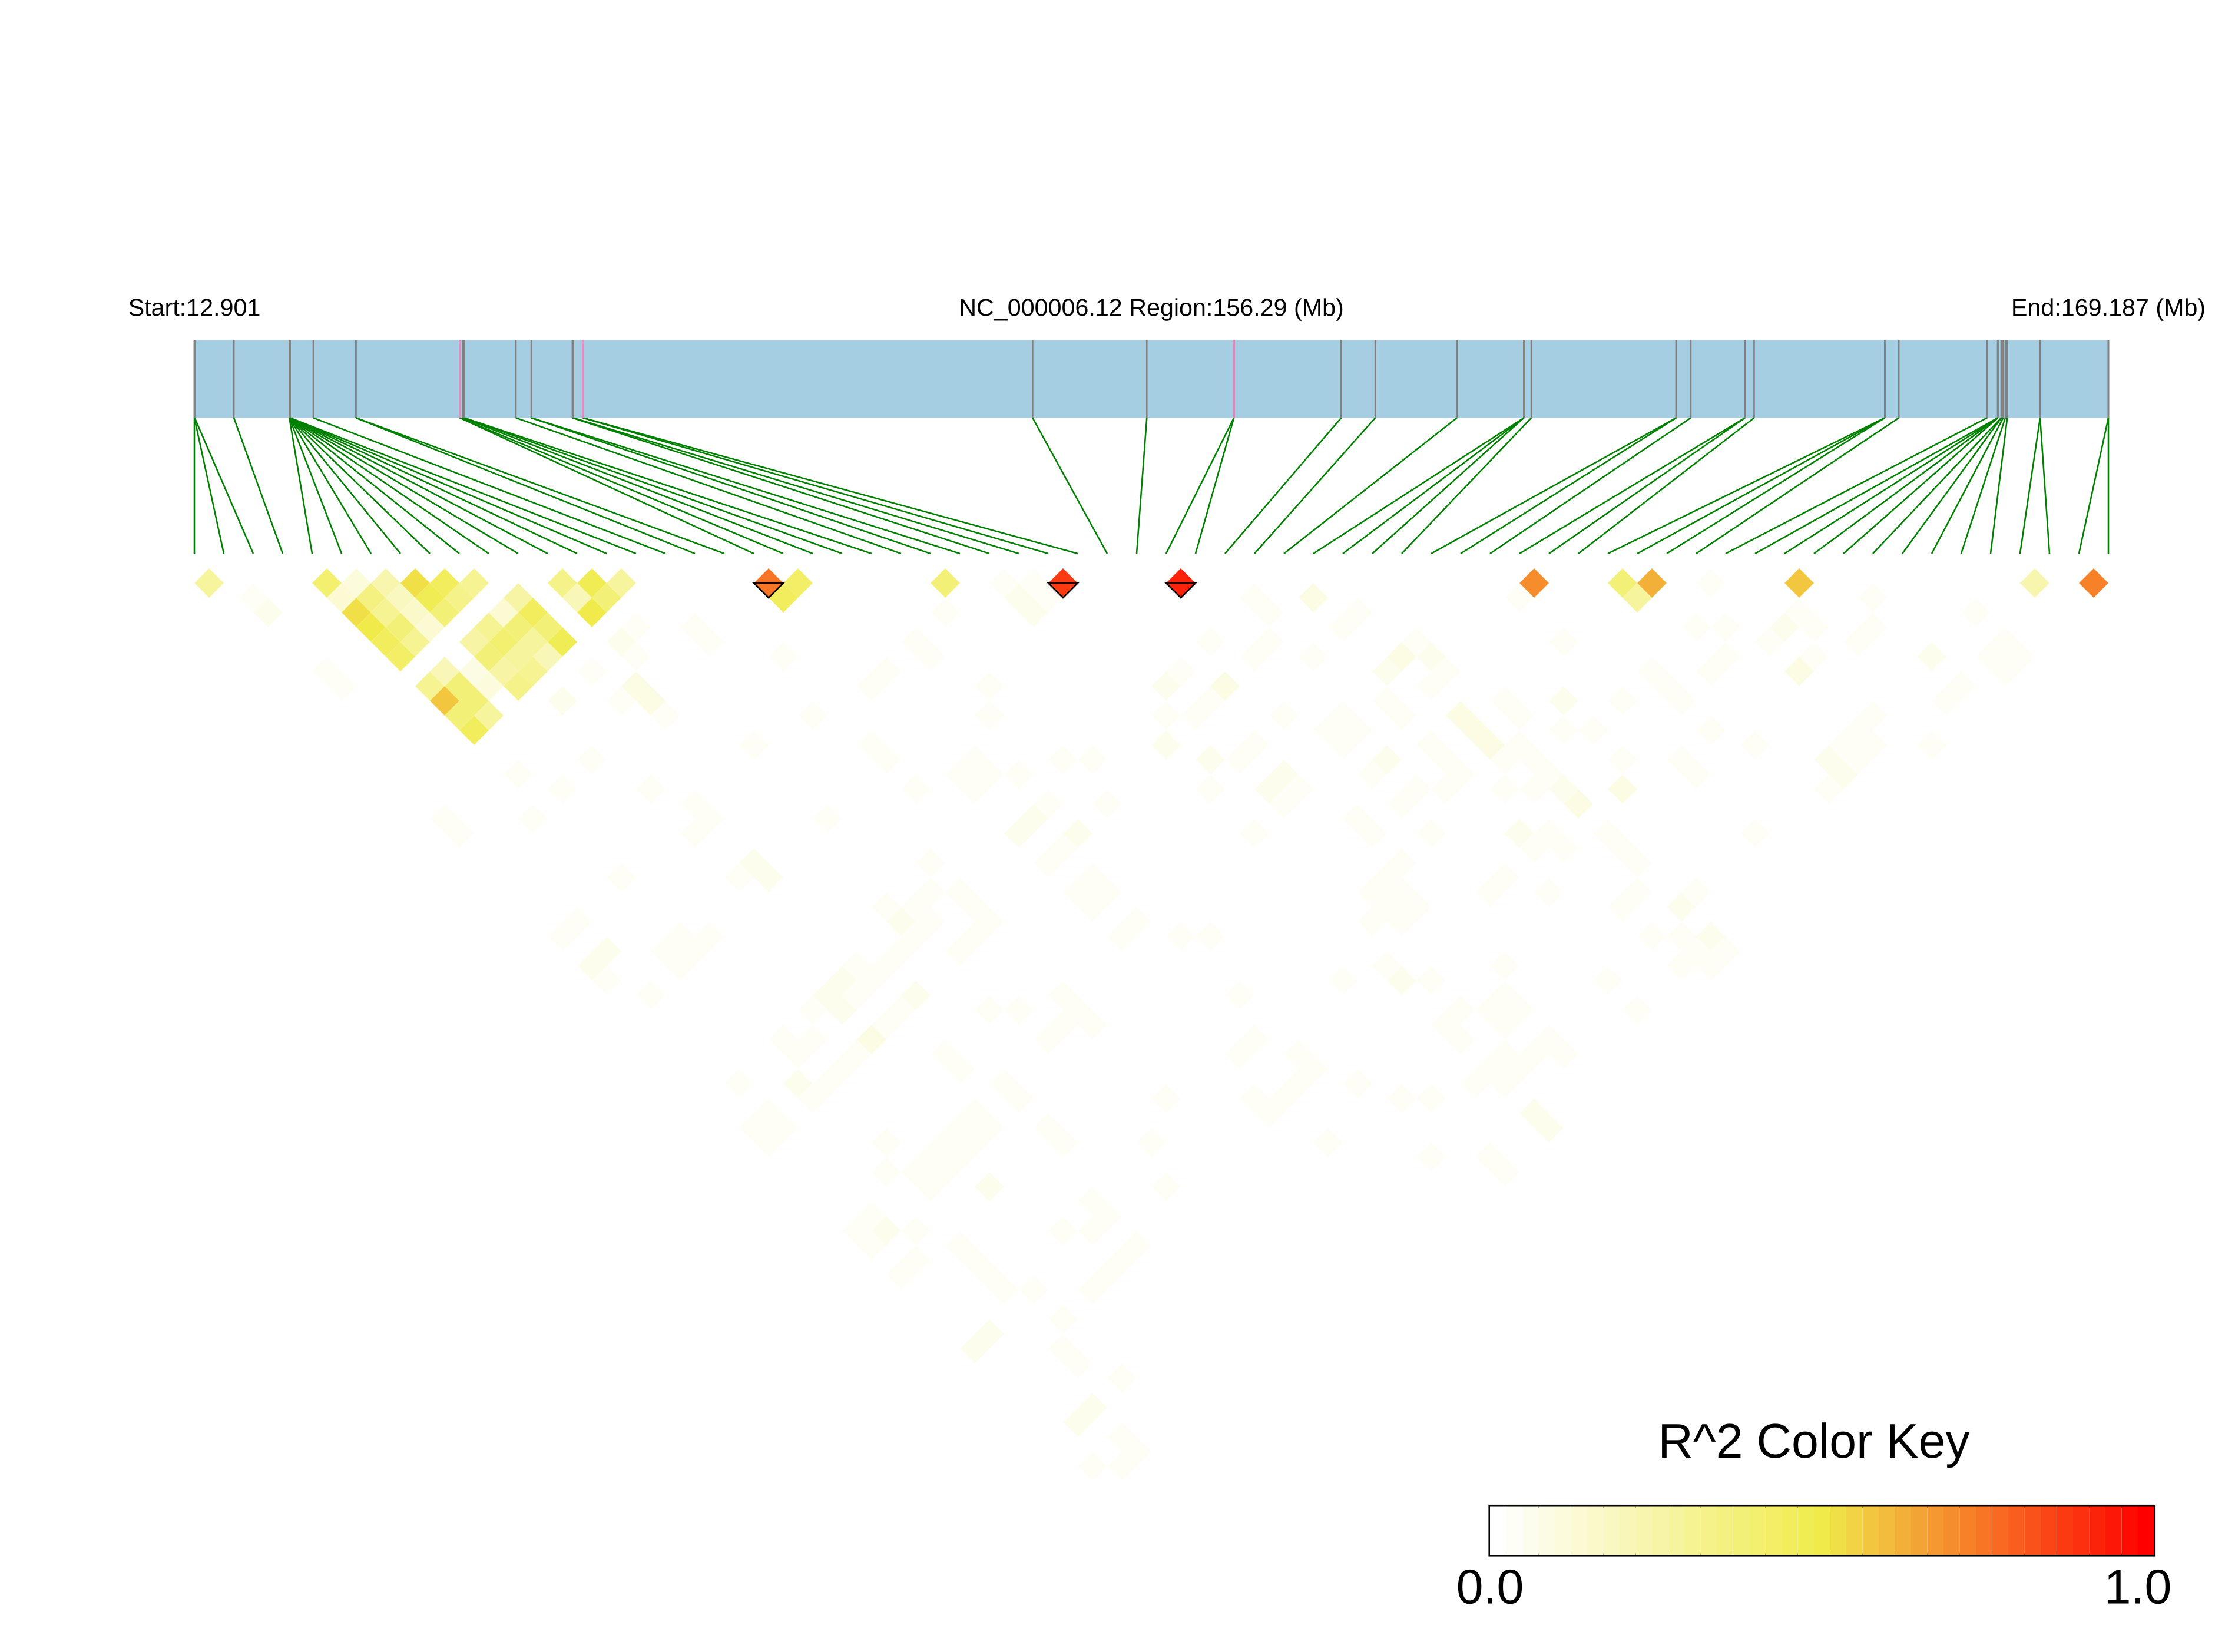 Start:12.901 NC_000006.12 Region:156.29 (Mb) End:169.187 (Mb)
R^2 Color Key
0.0 1.0